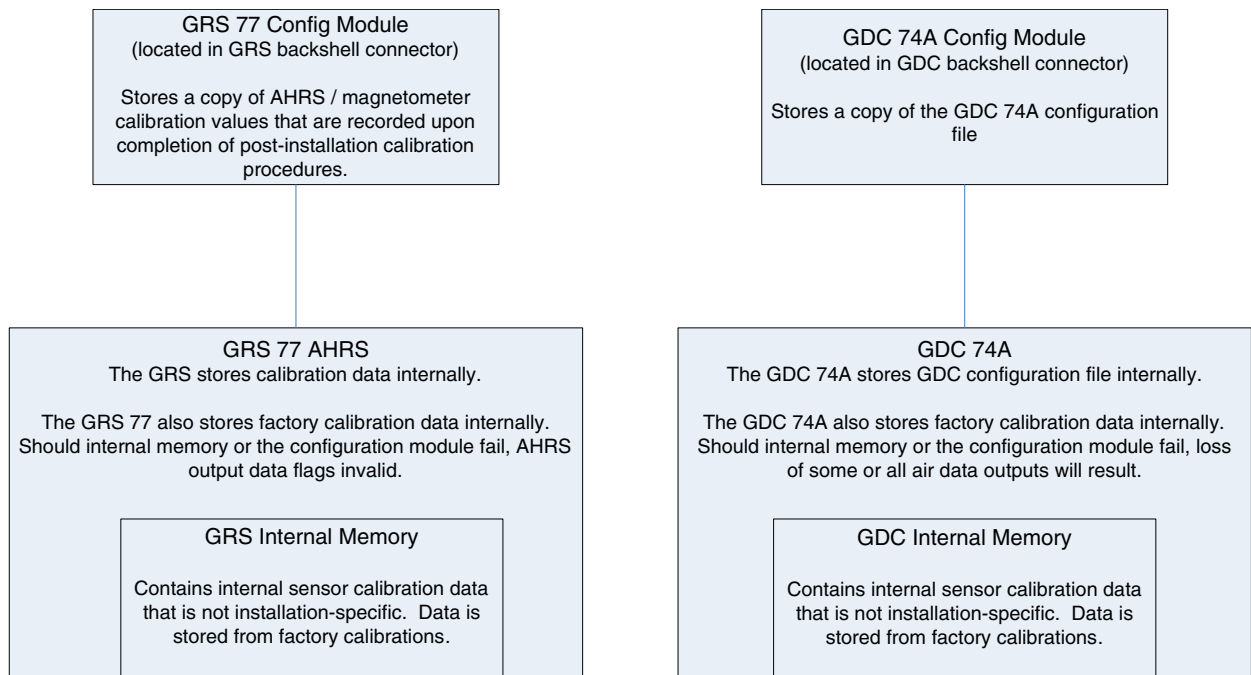 GRS 77 Config Module
(located in GRS backshell connector)
Stores a copy of AHRS / magnetometer
calibration values that are recorded upon
completion of post-installation calibration
procedures.
GDC 74A Config Module
(located in GDC backshell connector)
Stores a copy of the GDC 74A configuration
file
GRS 77 AHRS
The GRS stores calibration data internally.
The GRS 77 also stores factory calibration data internally.
Should internal memory or the configuration module fail, AHRS
output data flags invalid.
GRS Internal Memory
Contains internal sensor calibration data
that is not installation-specific.  Data is
stored from factory calibrations.
GDC 74A
The GDC 74A stores GDC configuration file internally.
The GDC 74A also stores factory calibration data internally.
Should internal memory or the configuration module fail, loss
of some or all air data outputs will result.
GDC Internal Memory
Contains internal sensor calibration data
that is not installation-specific.  Data is
stored from factory calibrations.